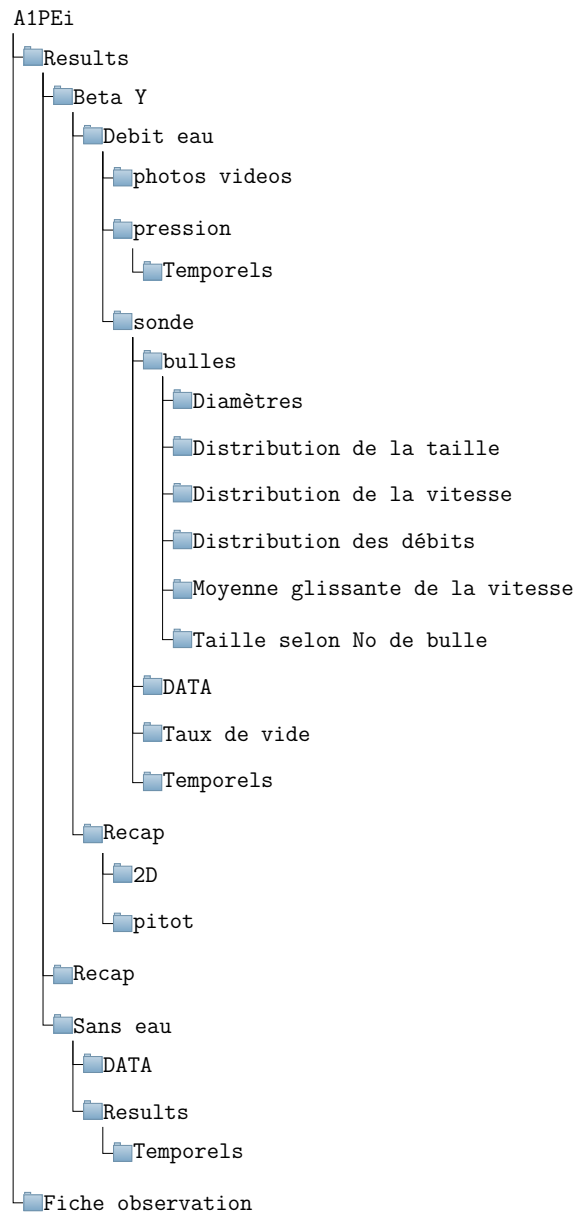 A1PEi
Results
Beta Y
Debit eau
photos videos
pression
Temporels
sonde
bulles
Diamètres
Distribution de la taille
Distribution de la vitesse
Distribution des débits
Moyenne glissante de la vitesse
Taille selon No de bulle
DATA
Taux de vide
Temporels
Recap
2D
pitot
Recap
Sans eau
DATA
Results
Temporels
Fiche observation